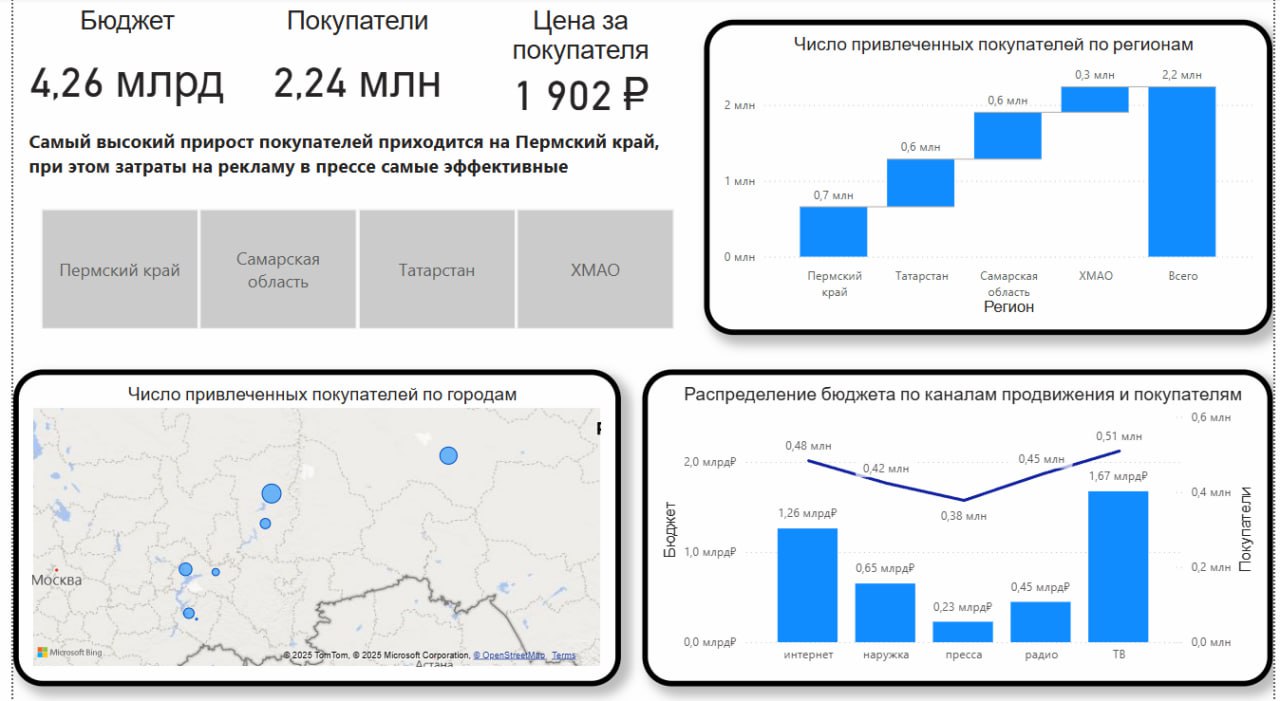 Бюджет
4,26 млрд
Покупатели
2,24 млн
Цена за
покупателя
1 902 ₽
Самый высокий прирост покупателей приходится на Пермский край,
при этом затраты на рекламу в прессе самые эффективные
Пермский край
Самарская
область
Татарстан
ХМАО
Число привлеченных покупателей по регионам
2 млн
1 млн
0 млн
0,7 млн
0,6 млн
0,6 млн
0,3 млн
2,2 млн
Пермский
край
Татарстан
Самарская
область
ХМАО
Всего
Регион
Число привлеченных покупателей по городам
Москва
Microsoft Bing
© 2025 TomTom, © 2025 Microsoft Corporation, © OpenStreetMap Terms
Астана
Распределение бюджета по каналам продвижения и покупателям
Бюджет
2,0 млрд₽
1,0 млрд₽
0,0 млрд₽
0,48 млн
0,42 млн
0,38 млн
0,45 млн
0,51 млн
1,26 млрд₽
0,65 млрд₽
0,23 млрд₽
0,45 млрд₽
1,67 млрд₽
интернет
наружка
пресса
радио
ТВ
0,6 млн
0,4 млн
0,2 млн
0,0 млн
Покупатели